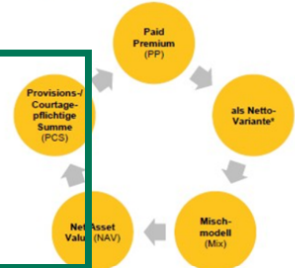 Paid
Premium
(PP)
als Netto-
Variante*
Misch-
modell
(Mix)
Net Asset
Value (NAV)
Provisions-/
Courtage-
pflichtige
Summe
(PCS)